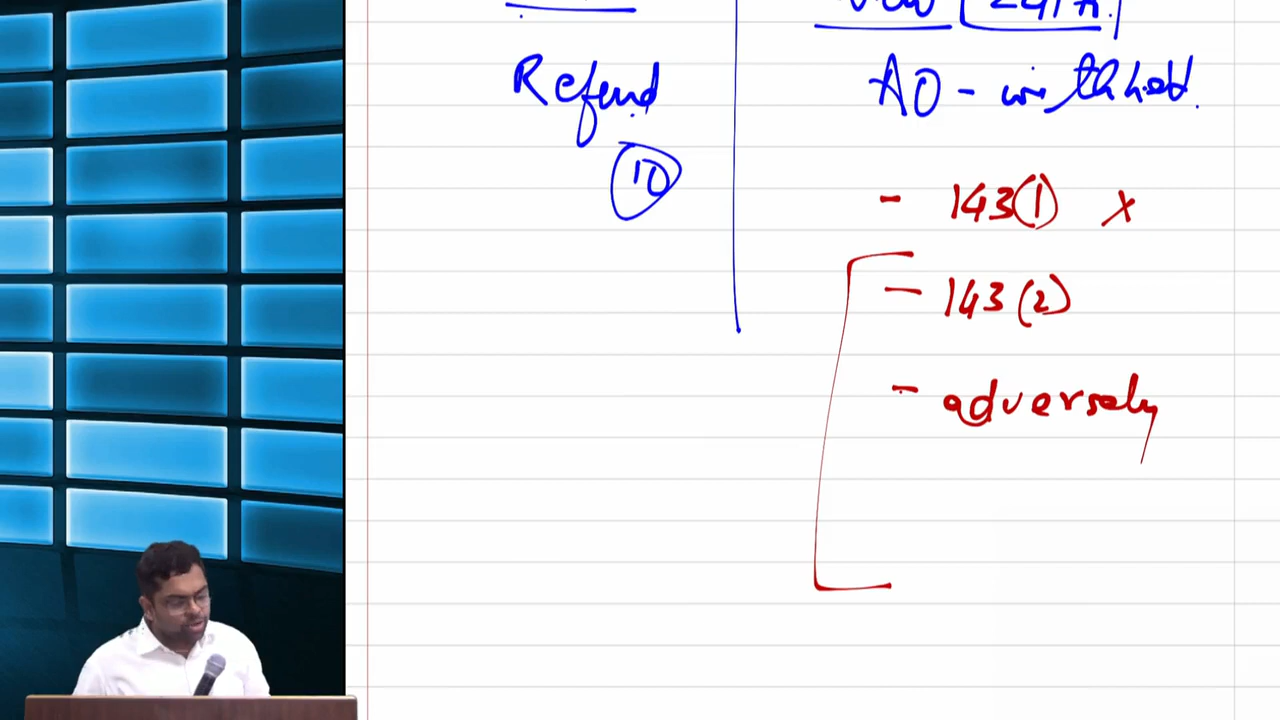 Refund
10
AO - withhold.
- 143(1) x
- 143(2)
- adversely